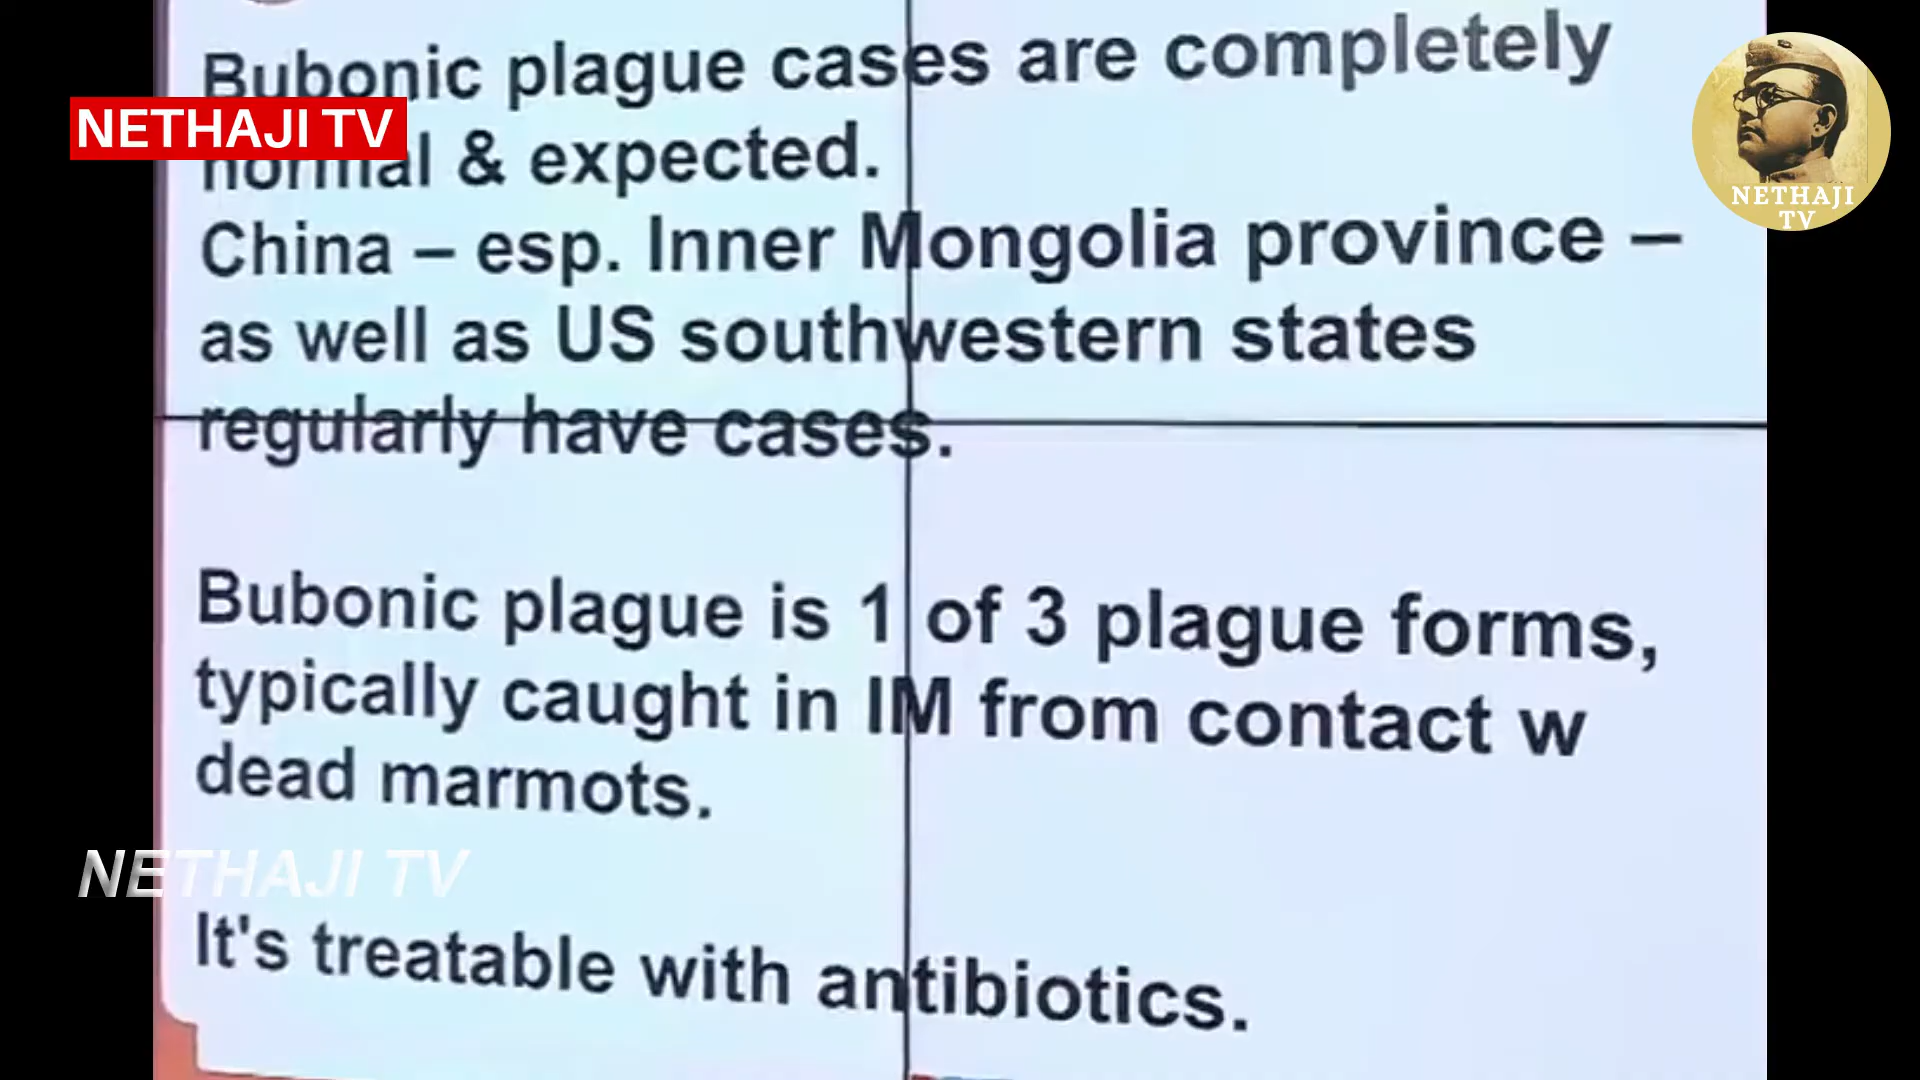 Bubonic plague cases are completely
NETHAJI TV
normal & expected.
China – esp. Inner Mongolia province –
as well as US southwestern states
regularly have cases.
Bubonic plague is 1 of 3 plague forms,
typically caught in IM from contact w
dead marmots.
NETHAJI TV
It's treatable with antibiotics.
NETHAJI
TV